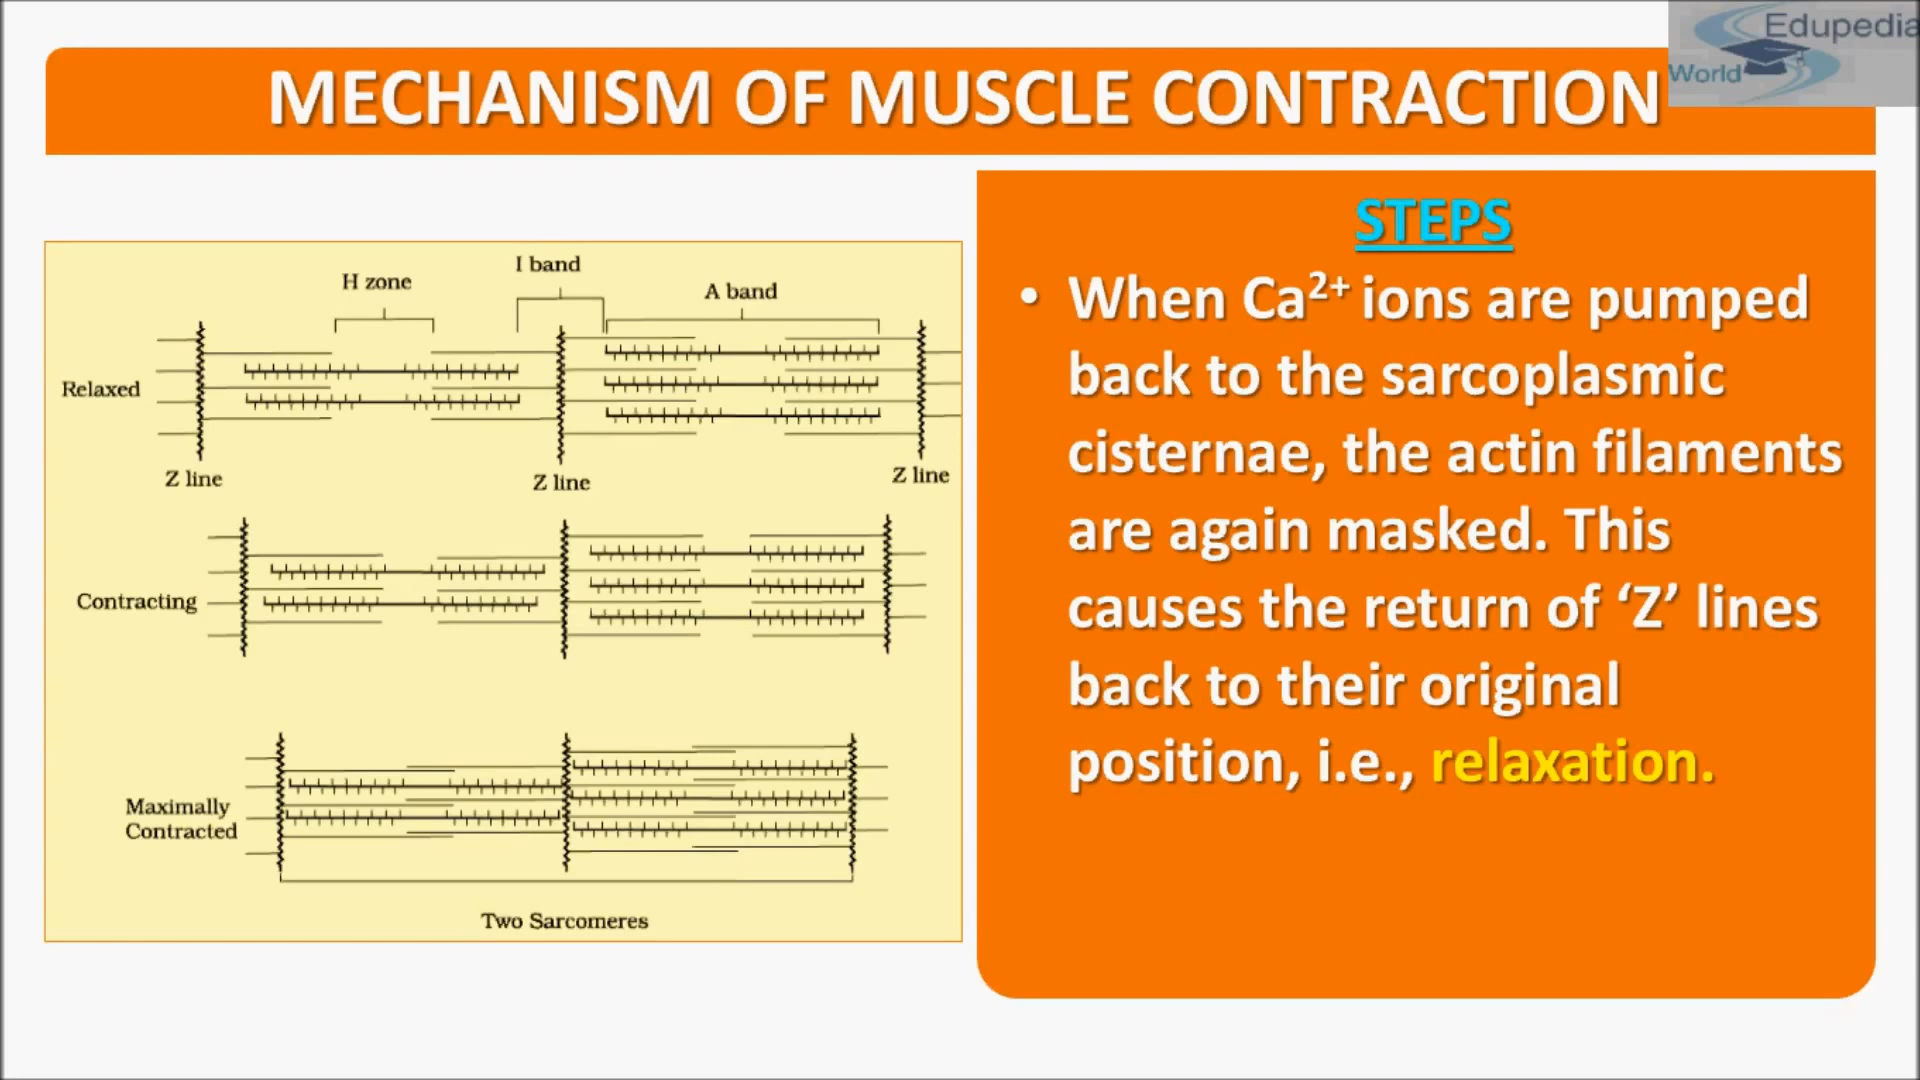 Edupedia
World
MECHANISM OF MUSCLE CONTRACTION
I band
H zone
A band
Relaxed
Z line
Z line
Z line
Contracting
Maximally
Contracted
Two Sarcomeres
STEPS
• When Ca²⁺ ions are pumped
back to the sarcoplasmic
cisternae, the actin filaments
are again masked. This
causes the return of ‘Z’ lines
back to their original
position, i.e., relaxation.